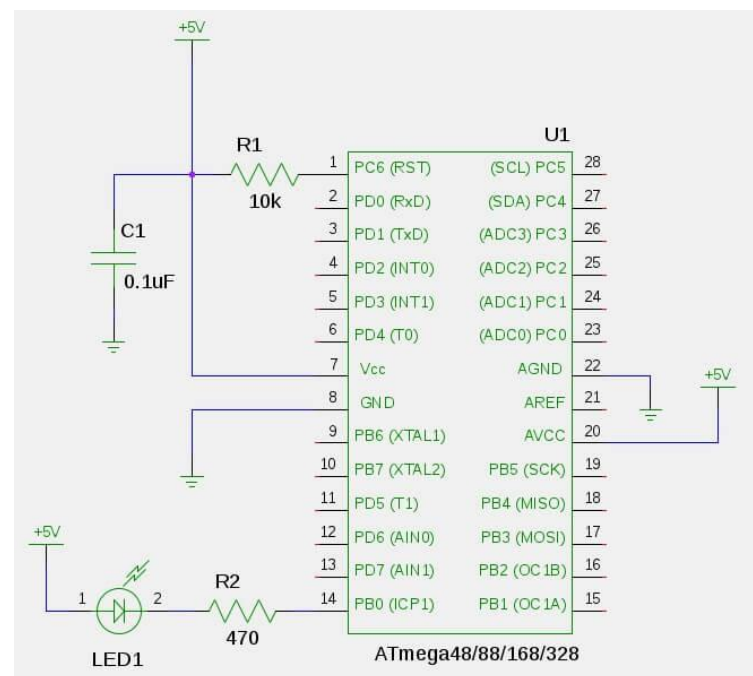 +5V
U1
R1
10k
C1
0.1uF
1 PC6 (RST) (SCL) PC5 28
2 PD0 (RxD) (SDA) PC4 27
3 PD1 (TxD) (ADC3) PC3 26
4 PD2 (INT0) (ADC2) PC2 25
5 PD3 (INT1) (ADC1) PC1 24
6 PD4 (T0) (ADC0) PC0 23
7 Vcc AGND 22
+5V
8 GND AREF 21
9 PB6 (XTAL1) AVCC 20
10 PB7 (XTAL2) PB5 (SCK) 19
11 PD5 (T1) PB4 (MISO) 18
12 PD6 (AIN0) PB3 (MOSI) 17
13 PD7 (AIN1) PB2 (OC1B) 16
14 PB0 (ICP1) PB1 (OC1A) 15
+5V
1 2
LED1
R2
470
ATmega48/88/168/328